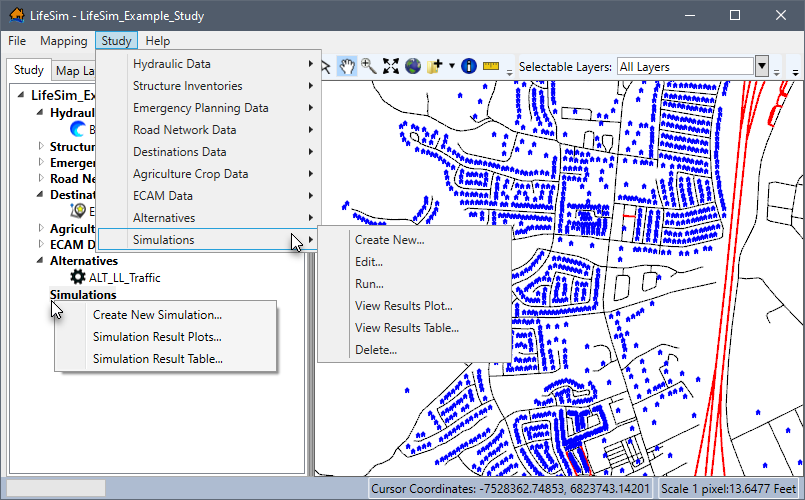 LifeSim - LifeSim_Example_Study
File Mapping Study Help
Study Map La
Selectable Layers: All Layers
LifeSim_Ex
Hydraul
B
Structur
Emergen
Road Ne
Destinat
E
Agricult
ECAM D
Alternatives
ALT_LL_Traffic
Simulations
Hydraulic Data
Structure Inventories
Emergency Planning Data
Road Network Data
Destinations Data
Agriculture Crop Data
ECAM Data
Alternatives
Simulations
Create New...
Edit...
Run...
View Results Plot...
View Results Table...
Delete...
Create New Simulation...
Simulation Result Plots...
Simulation Result Table...
Cursor Coordinates: -7528362.74853, 6823743.14201 Scale 1 pixel:13.6477 Feet